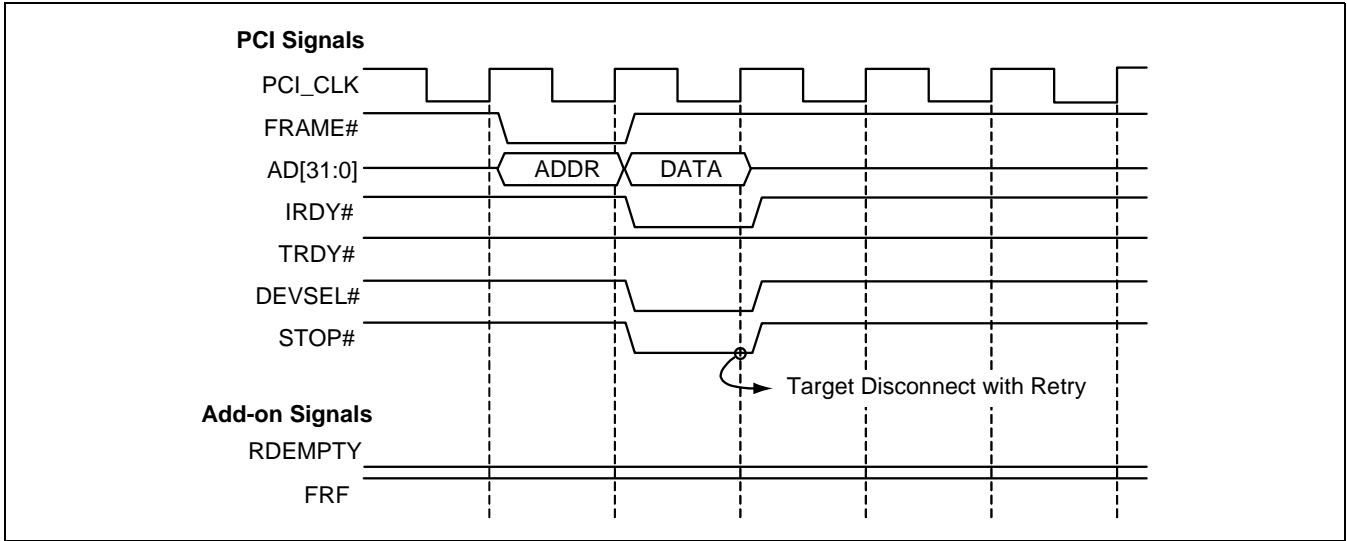 PCI Signals
PCI_CLK
FRAME#
AD[31:0]
ADDR
DATA
IRDY#
TRDY#
DEVSEL#
STOP#
Target Disconnect with Retry
Add-on Signals
RDEMPTY
FRF